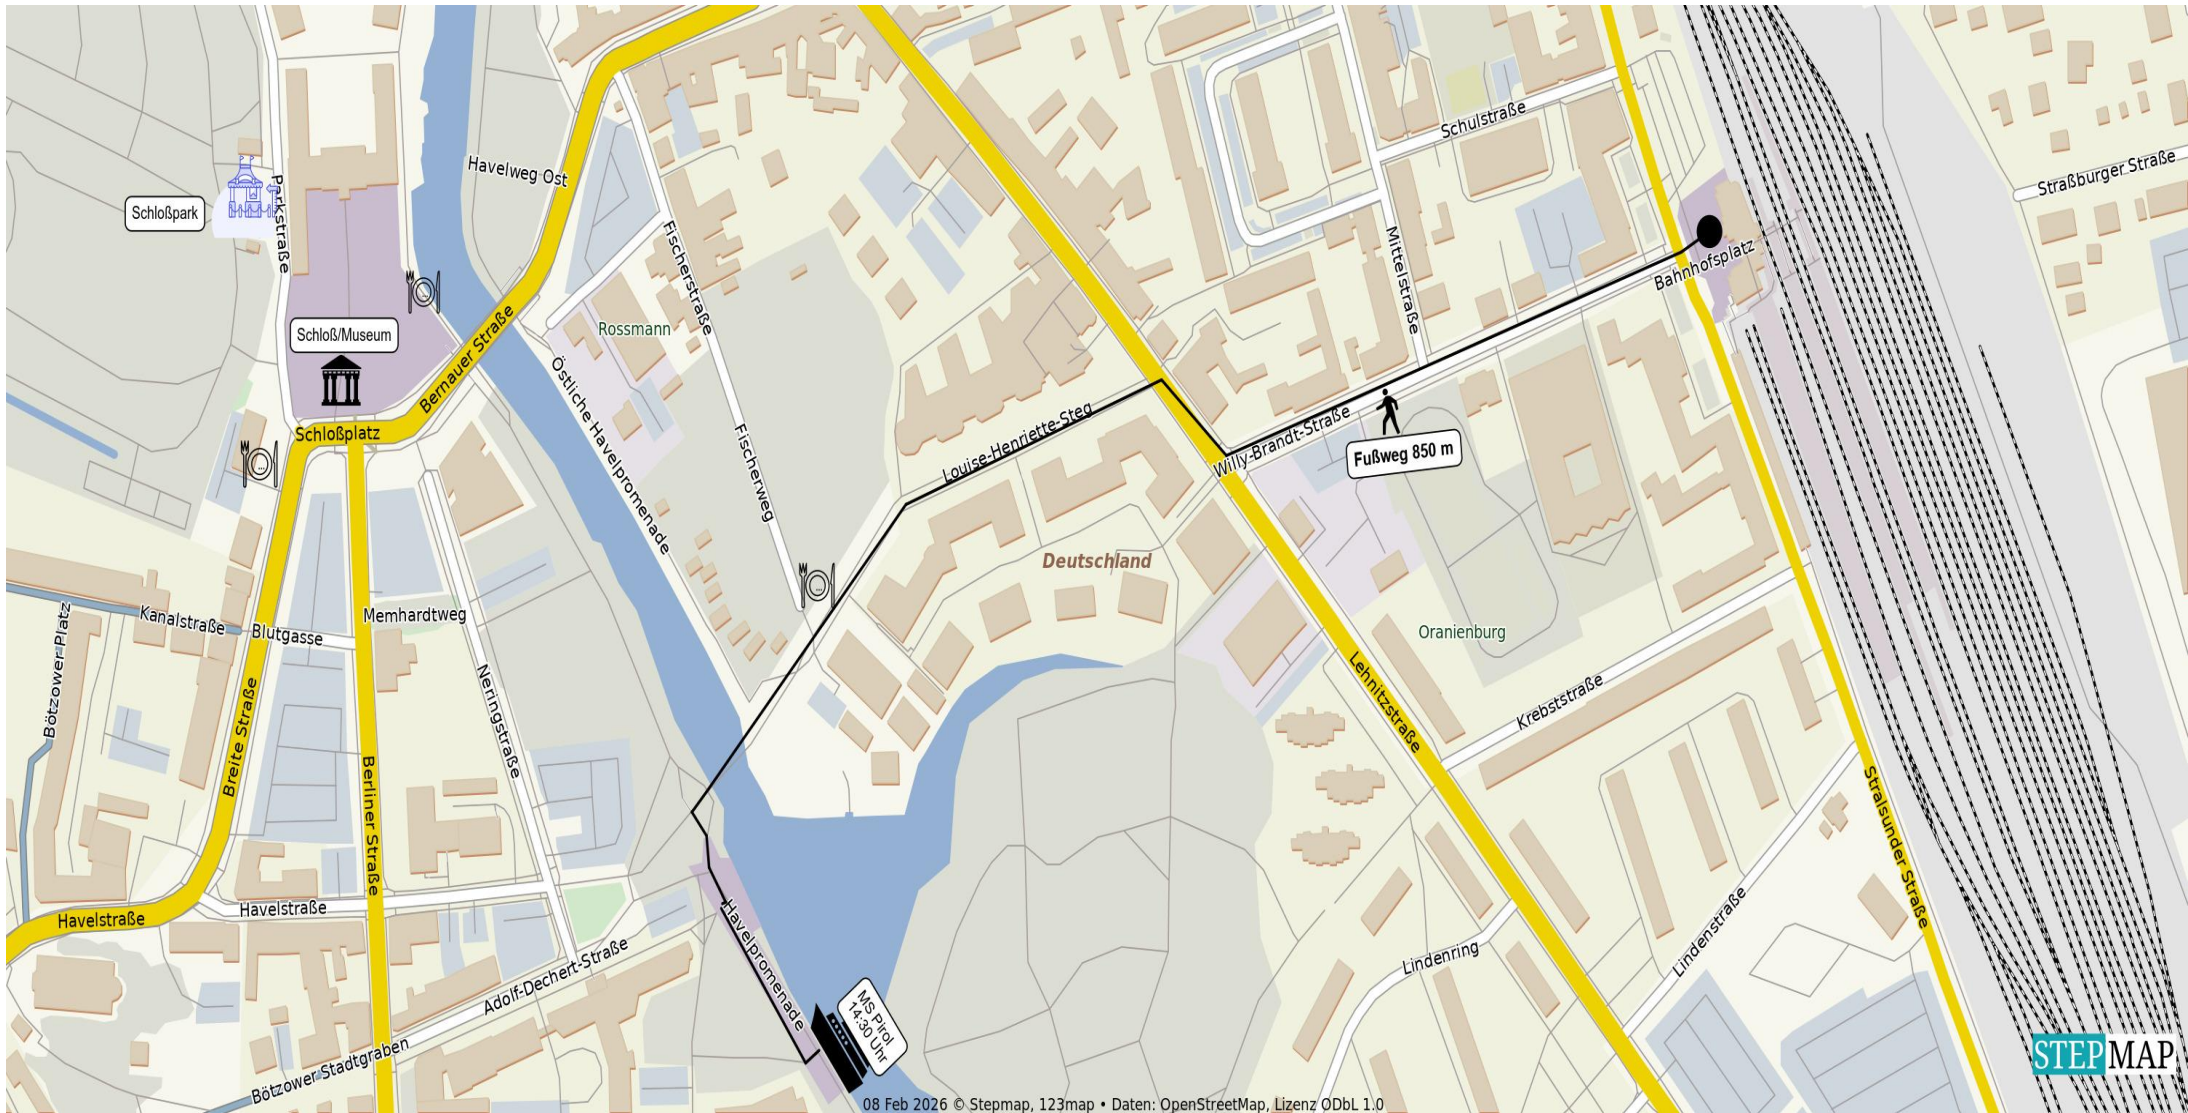 Havelweg Ost
Schulstraße
Straßburger Straße
Parkstraße
Schloßpark
Fischerstraße
Mittelstraße
Bahnhofsplatz
Rossmann
Schloß/Museum
Bernauer Straße
Östliche Havelpromenade
Louise-Henriette-Steg
Willy-Brandt-Straße
Fußweg 850 m
Schloßplatz
Fischerweg
Deutschland
Oranienburg
Kanalstraße
Blutgasse
Memhardtweg
Bötzower Platz
Neringstraße
Lehnitzstraße
Krebststraße
Breite Straße
Berliner Straße
Stralsunder Straße
Havelstraße
Havelstraße
Havelpromenade
Adolf-Dechert-Straße
Lindenring
Lindenstraße
MS Pirol
14:30 Uhr
Bötzower Stadtgraben
STEPMAP
08 Feb 2026 © Stepmap, 123map • Daten: OpenStreetMap, Lizenz ODbL 1.0